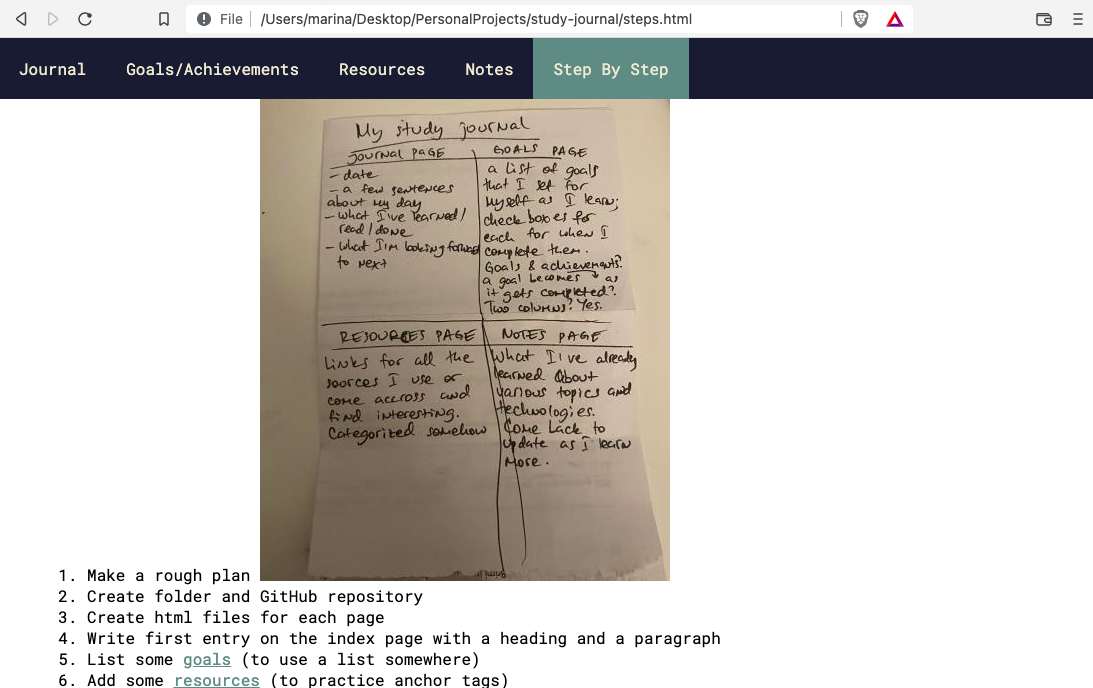 File
/Users/marina/Desktop/PersonalProjects/study-journal/steps.html
Journal Goals/Achievements Resources Notes Step By Step
My study journal
JOURNAL PAGE
- date
- a few sentences
about my day
- what I've learned/
read/done
- what I'm looking forward
to next
GOALS PAGE
a list of goals
that I set for
myself as I learn;
check boxes for
each for when I
complete them.
Goals & achievements?
a goal becomes ↓ as
it gets completed?
Two columns? Yes.
RESOURCES PAGE
Links for all the
sources I use or
come accross and
find interesting.
Categorized somehow
NOTES PAGE
What I've already
learned about
various topics and
technologies.
Come back to
update as I learn
more.
1. Make a rough plan
2. Create folder and GitHub repository
3. Create html files for each page
4. Write first entry on the index page with a heading and a paragraph
5. List some goals (to use a list somewhere)
6. Add some resources (to practice anchor tags)